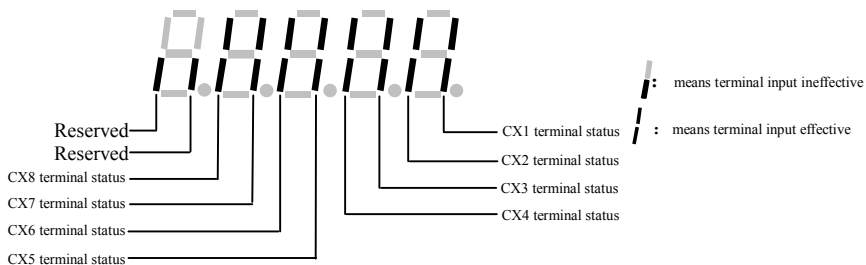 : means terminal input ineffective
: means terminal input effective
Reserved
Reserved
CX8 terminal status
CX7 terminal status
CX6 terminal status
CX5 terminal status
CX1 terminal status
CX2 terminal status
CX3 terminal status
CX4 terminal status